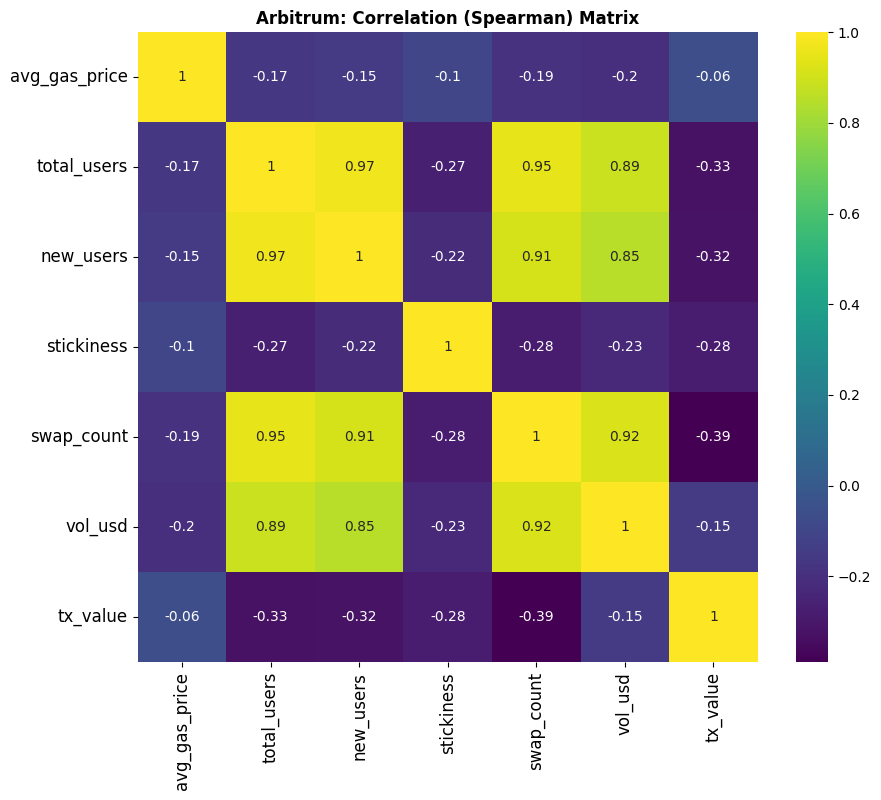 Arbitrum: Correlation (Spearman) Matrix
avg_gas_price 1 -0.17 -0.15 -0.1 -0.19 -0.2 -0.06
total_users -0.17 1 0.97 -0.27 0.95 0.89 -0.33
new_users -0.15 0.97 1 -0.22 0.91 0.85 -0.32
stickiness -0.1 -0.27 -0.22 1 -0.28 -0.23 -0.28
swap_count -0.19 0.95 0.91 -0.28 1 0.92 -0.39
vol_usd -0.2 0.89 0.85 -0.23 0.92 1 -0.15
tx_value -0.06 -0.33 -0.32 -0.28 -0.39 -0.15 1
avg_gas_price total_users new_users stickiness swap_count vol_usd tx_value
1.0
0.8
0.6
0.4
0.2
0.0
−0.2